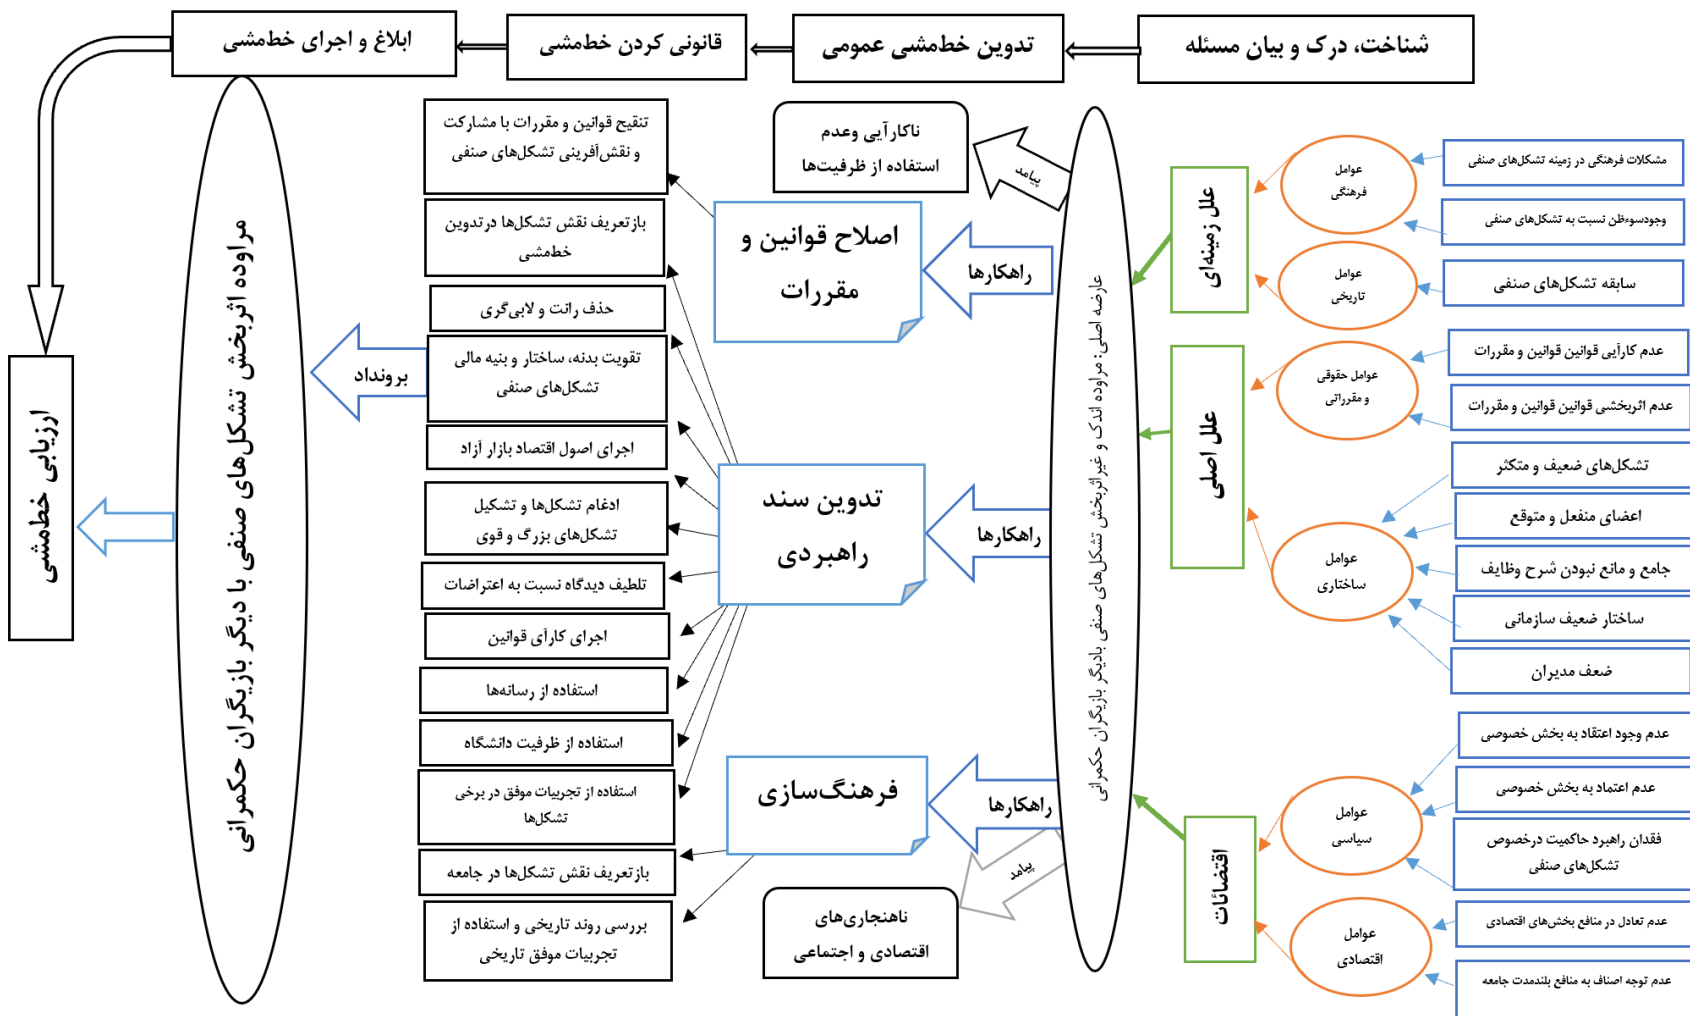 شناخت، درک و بیان مسئله
تدوین خط‌مشی عمومی
قانونی کردن خط‌مشی
ابلاغ و اجرای خط‌مشی
ارزیابی خط‌مشی
مشکلات فرهنگی در زمینه تشکل‌های صنفی
وجودسوءظن نسبت به تشکل‌های صنفی
سابقه تشکل‌های صنفی
عدم کارآیی قوانین قوانین و مقررات
عدم اثربخشی قوانین قوانین و مقررات
تشکل‌های ضعیف و متکثر
اعضای منفعل و متوقع
جامع و مانع نبودن شرح وظایف
ساختار ضعیف سازمانی
ضعف مدیران
عدم وجود اعتقاد به بخش خصوصی
عدم اعتماد به بخش خصوصی
فقدان راهبرد حاکمیت درخصوص
تشکل‌های صنفی
عدم تعادل در منافع بخش‌های اقتصادی
عدم توجه اصناف به منافع بلندمدت جامعه
عوامل
فرهنگی
عوامل
تاریخی
عوامل حقوقی
و مقرراتی
عوامل
ساختاری
عوامل
سیاسی
عوامل
اقتصادی
علل زمینه‌ای
علل اصلی
اقتضائات
عارضه اصلی: مراوده اندک و غیراثربخش تشکل‌های صنفی بادیگر بازیگران حکمرانی
پیامد
ناکارآیی وعدم
استفاده از ظرفیت‌ها
راهکارها
اصلاح قوانین و
مقررات
راهکارها
تدوین سند
راهبردی
راهکارها
فرهنگ‌سازی
پیامد
ناهنجاری‌های
اقتصادی و اجتماعی
تنقیح قوانین و مقررات با مشارکت
و نقش‌آفرینی تشکل‌های صنفی
بازتعریف نقش تشکل‌ها درتدوین
خط‌مشی
حذف رانت و لابی‌گری
تقویت بدنه، ساختار و بنیه مالی
تشکل‌های صنفی
اجرای اصول اقتصاد بازار آزاد
ادغام تشکل‌ها و تشکیل
تشکل‌های بزرگ و قوی
تلطیف دیدگاه نسبت به اعتراضات
اجرای کارآی قوانین
استفاده از رسانه‌ها
استفاده از ظرفیت دانشگاه
استفاده از تجربیات موفق در برخی
تشکل‌ها
بازتعریف نقش تشکل‌ها در جامعه
بررسی روند تاریخی و استفاده از
تجربیات موفق تاریخی
برونداد
مراوده اثربخش تشکل‌های صنفی با دیگر بازیگران حکمرانی